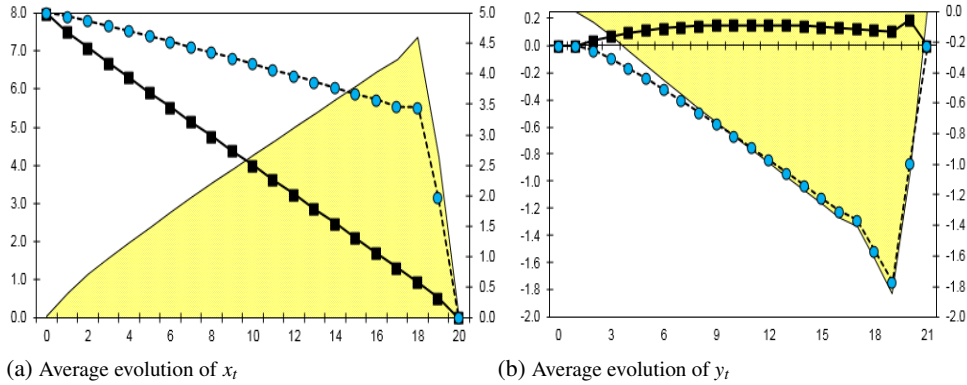 8.0 5.0 0.2 0.0
7.0 4.5 0.0 -0.2
6.0 4.0 -0.2 -0.4
5.0 3.5 -0.4 -0.6
4.0 3.0 -0.6 -0.8
3.0 2.5 -0.8 -1.0
2.0 2.0 -1.0 -1.2
1.0 1.5 -1.2 -1.4
0.0 1.0 -1.4 -1.6
0.5 -1.6 -1.8
0.0 -1.8 -2.0
-2.0
0 2 4 6 8 10 12 14 16 18 20 0 3 6 9 12 15 18 21
(a) Average evolution of xt (b) Average evolution of yt